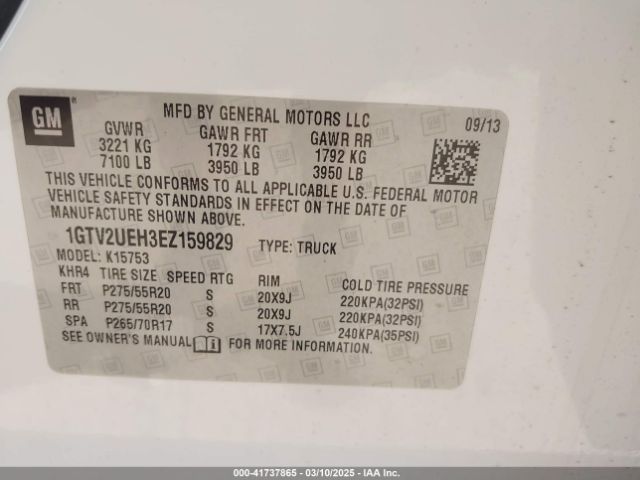 GM
MFD BY GENERAL MOTORS LLC 09/13
GVWR GAWR FRT GAWR RR
3221 KG 1792 KG 1792 KG
7100 LB 3950 LB 3950 LB
THIS VEHICLE CONFORMS TO ALL APPLICABLE U.S. FEDERAL MOTOR
VEHICLE SAFETY STANDARDS IN EFFECT ON THE DATE OF
MANUFACTURE SHOWN ABOVE.
1GTV2UEH3EZ159829 TYPE: TRUCK
MODEL: K15753
KHR4 TIRE SIZE SPEED RTG RIM COLD TIRE PRESSURE
FRT P275/55R20 S 20X9J 220KPA(32PSI)
RR P275/55R20 S 20X9J 220KPA(32PSI)
SPA P265/70R17 S 17X7.5J 240KPA(35PSI)
SEE OWNER'S MANUAL FOR MORE INFORMATION.
000-41737865 - 03/10/2025 - IAAI.COM